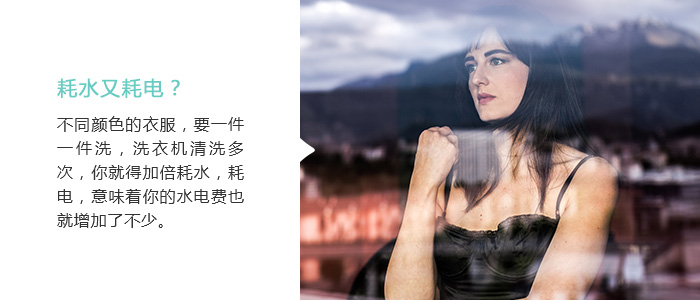 耗水又耗电？
不同颜色的衣服，要一件
一件洗，洗衣机清洗多
次，你就得加倍耗水，耗
电，意味着你的水电费也
就增加了不少。